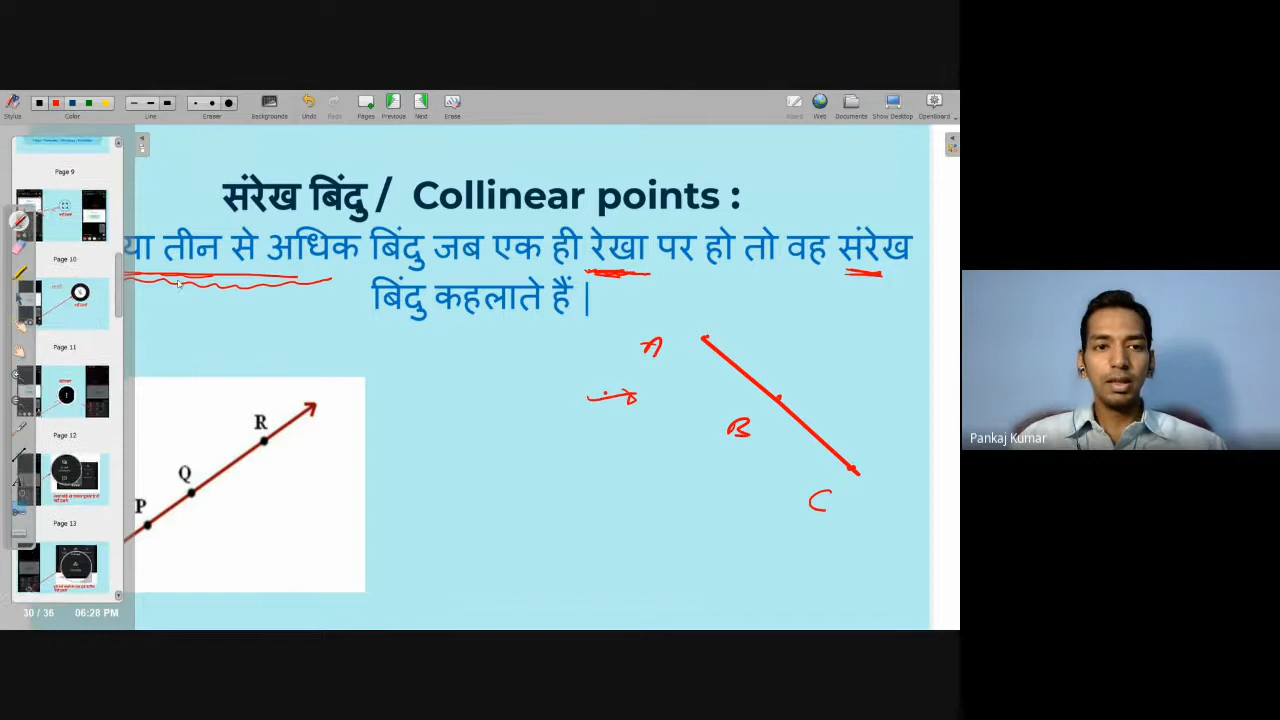 Stylus
Color
Line
Eraser
Backgrounds
Undo
Redo
Pages
Previous
Next
Erase
Board
Web
Documents
Show Desktop
OpenBoard
Page 9
Page 10
Page 11
Page 12
Page 13
30 / 36 06:28 PM
संरेख बिंदु / Collinear points :
या तीन से अधिक बिंदु जब एक ही रेखा पर हो तो वह संरेख
बिंदु कहलाते हैं |
A
B
C
R
Q
P
Pankaj Kumar